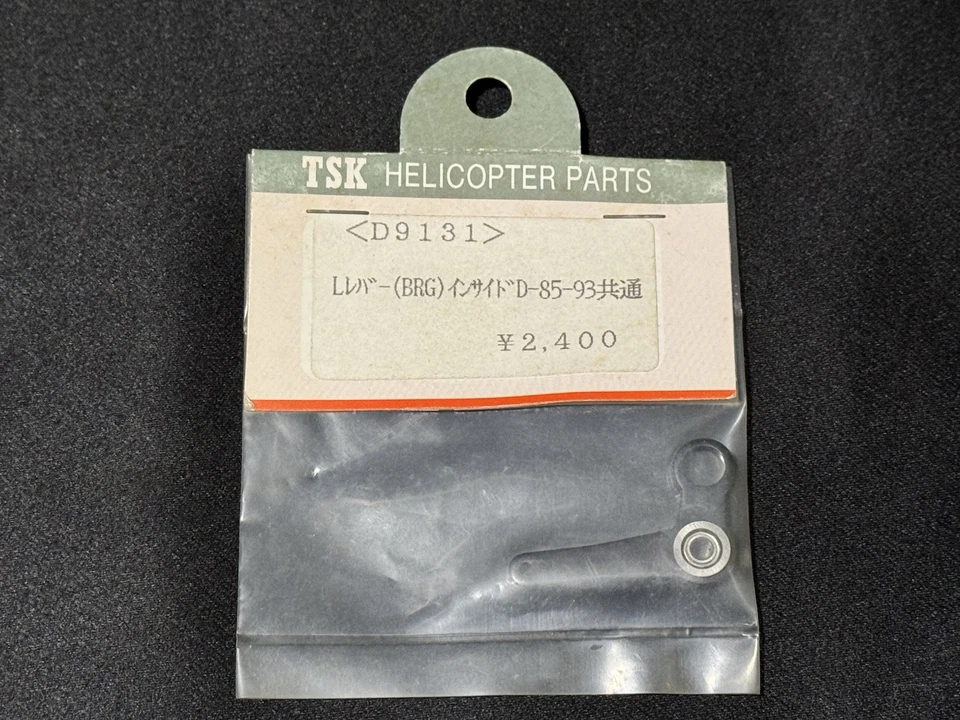 TSK HELICOPTER PARTS
<D9131>
Lﾚﾊﾞｰ(BRG)ｲﾝｻｲﾄﾞD-85-93共通
¥2,400